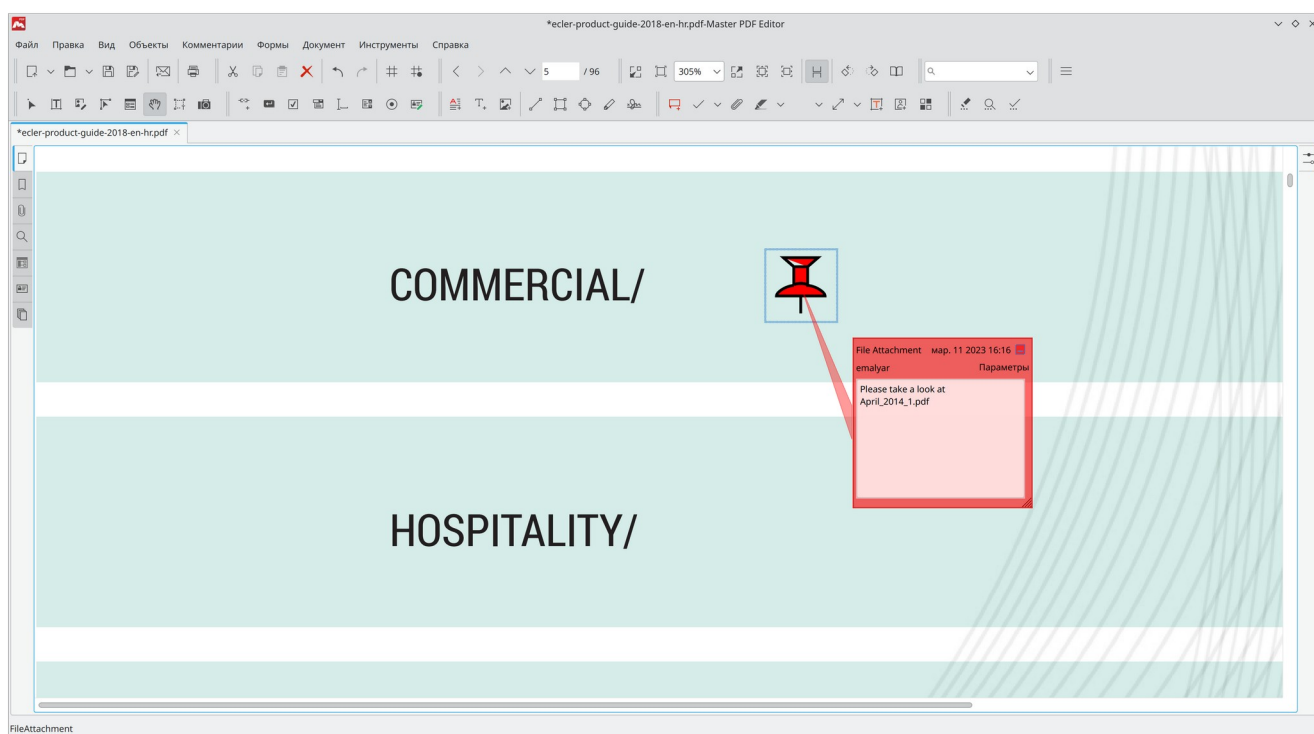 *ecler-product-guide-2018-en-hr.pdf-Master PDF Editor
Файл Правка Вид Объекты Комментарии Формы Документ Инструменты Справка
5 / 96 305%
*ecler-product-guide-2018-en-hr.pdf
COMMERCIAL/
File Attachment мар. 11 2023 16:16
emalyar Параметры
Please take a look at
April_2014_1.pdf
HOSPITALITY/
FileAttachment